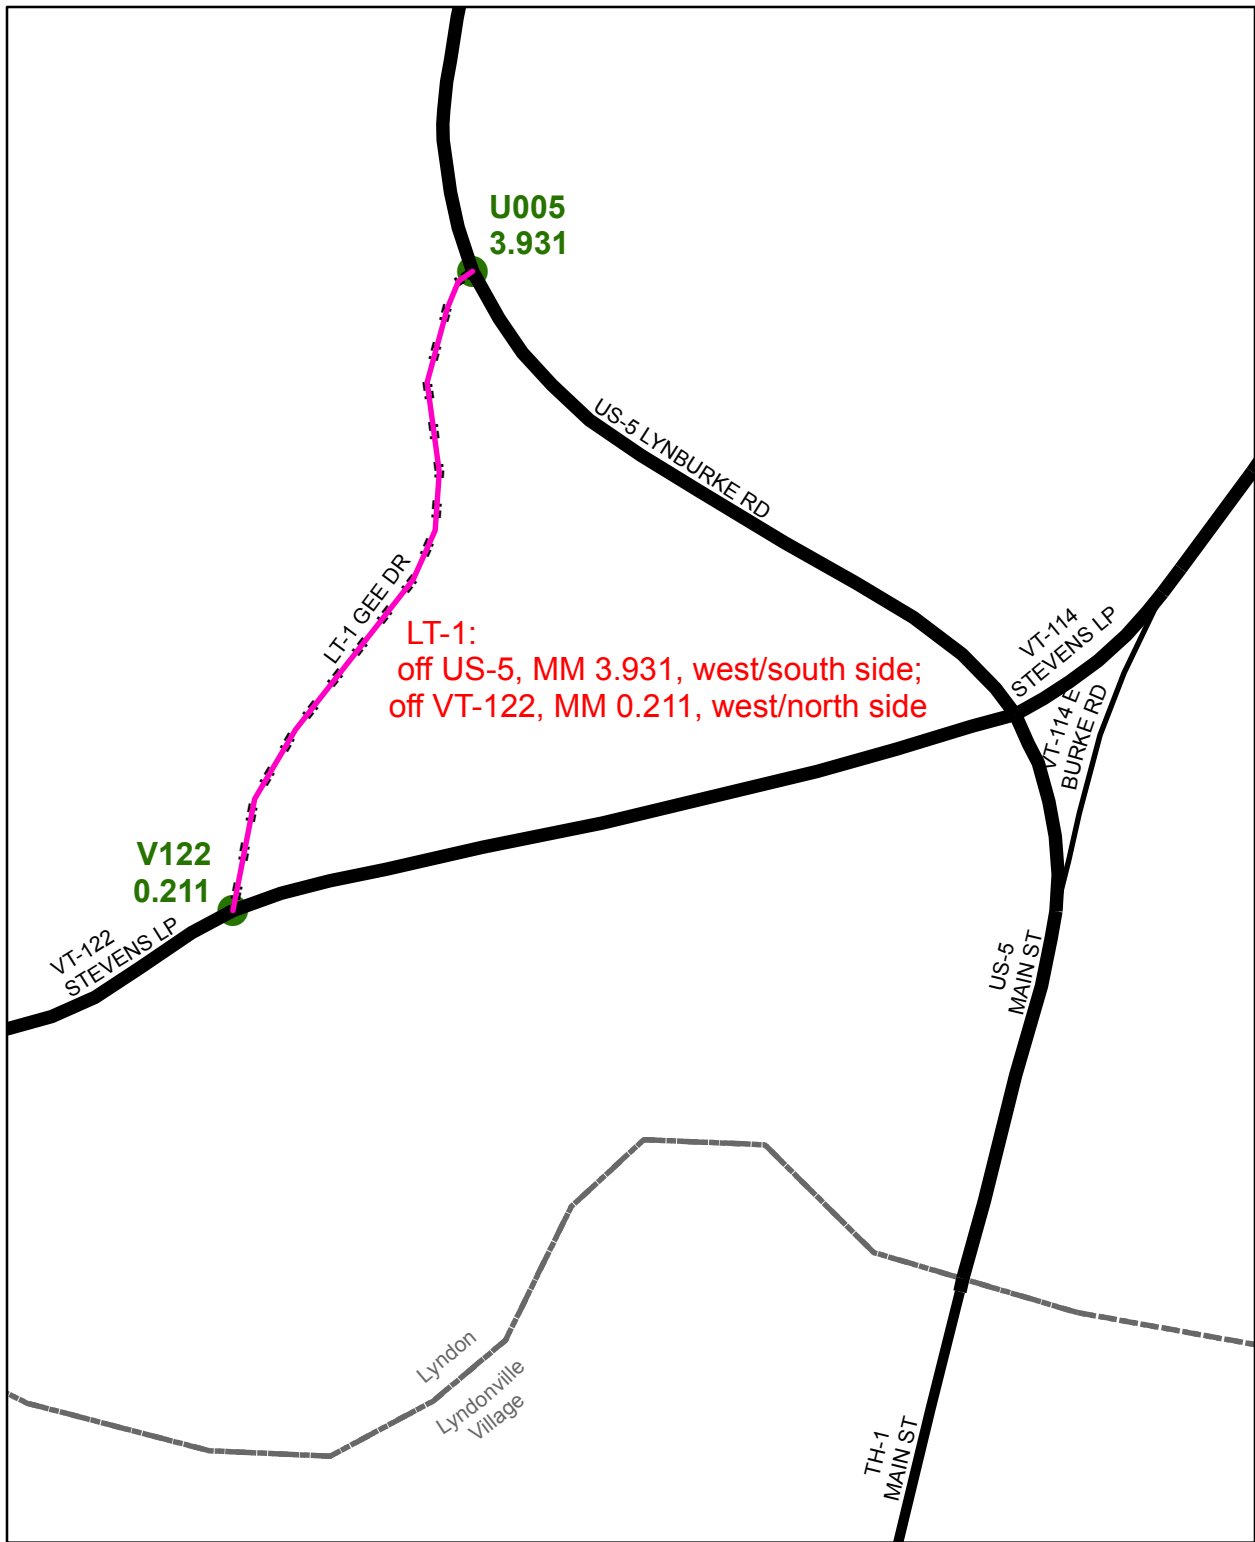 U005
3.931
US-5 LYNBURKE RD
LT-1 GEE DR
LT-1:
off US-5, MM 3.931, west/south side;
off VT-122, MM 0.211, west/north side
VT-114
STEVENS LP
VT-114 E
BURKE RD
V122
0.211
VT-122
STEVENS LP
US-5
MAIN ST
Lyndon
Lyndonville
Village
TH-1
MAIN ST